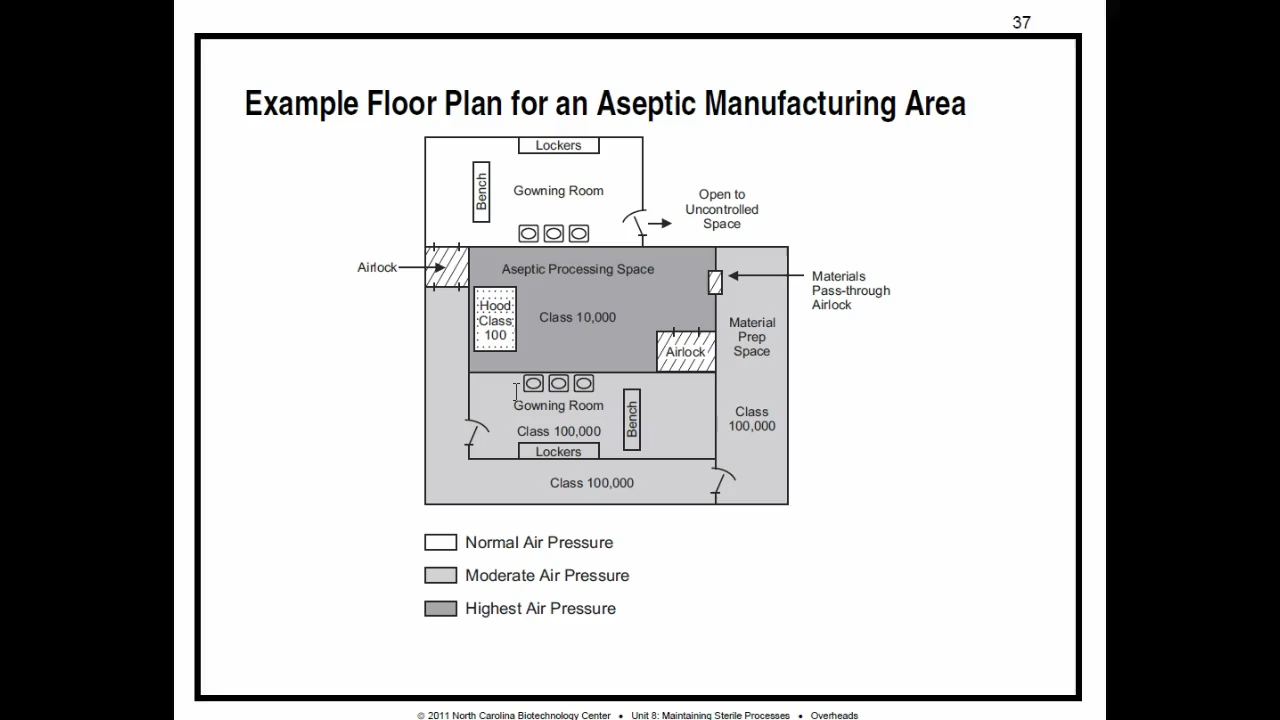 37
Example Floor Plan for an Aseptic Manufacturing Area
Lockers
Bench
Gowning Room
Open to
Uncontrolled
Space
Airlock
Aseptic Processing Space
Materials
Pass-through
Airlock
Hood
Class
100
Class 10,000
Material
Prep
Space
Airlock
Gowning Room
Class 100,000
Bench
Class
100,000
Lockers
Class 100,000
Normal Air Pressure
Moderate Air Pressure
Highest Air Pressure
© 2011 North Carolina Biotechnology Center • Unit 8: Maintaining Sterile Processes • Overheads